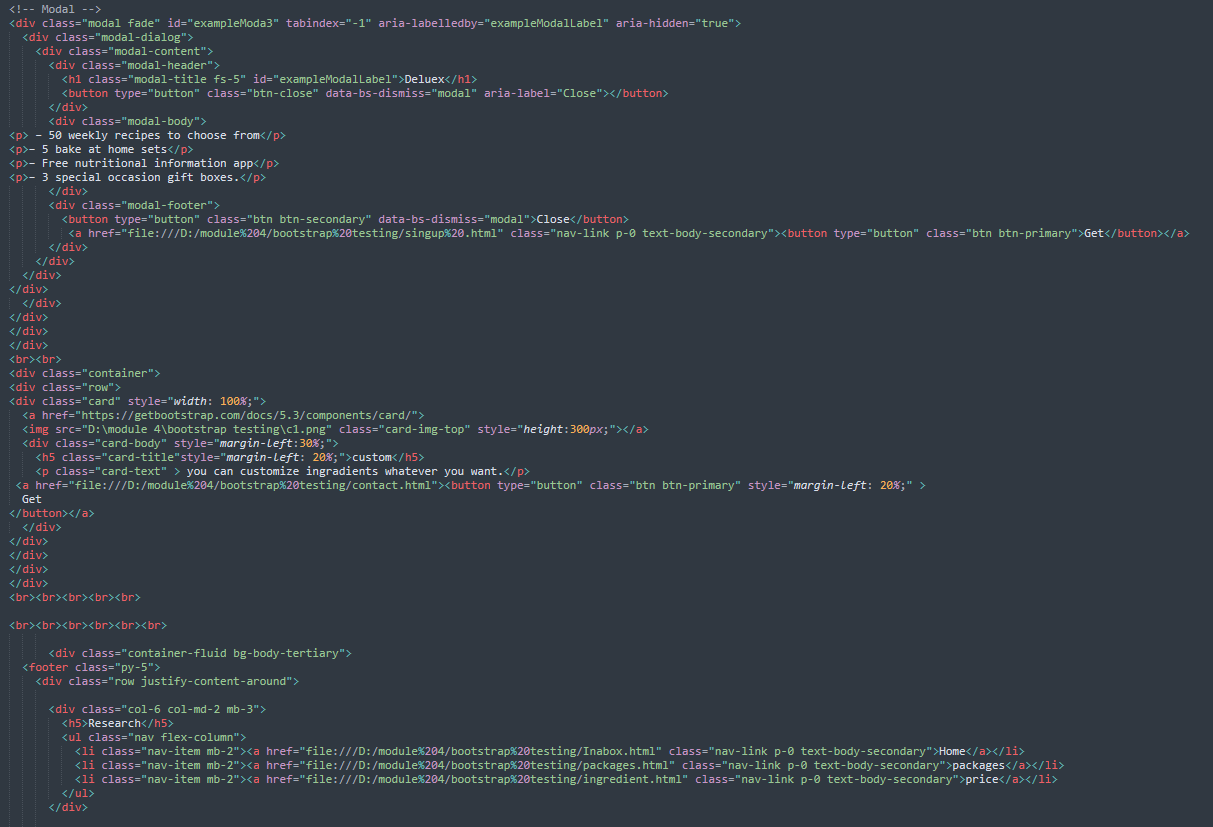 <!-- Modal -->
<div class="modal fade" id="exampleModa3" tabindex="-1" aria-labelledby="exampleModalLabel" aria-hidden="true">
<div class="modal-dialog">
<div class="modal-content">
<div class="modal-header">
<h1 class="modal-title fs-5" id="exampleModalLabel">Deluex</h1>
<button type="button" class="btn-close" data-bs-dismiss="modal" aria-label="Close"></button>
</div>
<div class="modal-body">
<p> – 50 weekly recipes to choose from</p>
<p>– 5 bake at home sets</p>
<p>– Free nutritional information app</p>
<p>– 3 special occasion gift boxes.</p>
</div>
<div class="modal-footer">
<button type="button" class="btn btn-secondary" data-bs-dismiss="modal">Close</button>
<a href="file:///D:/module%204/bootstrap%20testing/singup%20.html" class="nav-link p-0 text-body-secondary"><button type="button" class="btn btn-primary">Get</button></a>
</div>
</div>
</div>
</div>
</div>
</div>
</div>
</div>
<br><br>
<div class="container">
<div class="row">
<div class="card" style="width: 100%;">
<a href="https://getbootstrap.com/docs/5.3/components/card/">
<img src="D:\module 4\bootstrap testing\c1.png" class="card-img-top" style="height:300px;"></a>
<div class="card-body" style="margin-left:30%;">
<h5 class="card-title"style="margin-left: 20%;">custom</h5>
<p class="card-text" > you can customize ingradients whatever you want.</p>
<a href="file:///D:/module%204/bootstrap%20testing/contact.html"><button type="button" class="btn btn-primary" style="margin-left: 20%;" >
Get
</button></a>
</div>
</div>
</div>
</div>
</div>
<br><br><br><br><br>
<br><br><br><br><br><br>
<div class="container-fluid bg-body-tertiary">
<footer class="py-5">
<div class="row justify-content-around">
<div class="col-6 col-md-2 mb-3">
<h5>Research</h5>
<ul class="nav flex-column">
<li class="nav-item mb-2"><a href="file:///D:/module%204/bootstrap%20testing/Inabox.html" class="nav-link p-0 text-body-secondary">Home</a></li>
<li class="nav-item mb-2"><a href="file:///D:/module%204/bootstrap%20testing/packages.html" class="nav-link p-0 text-body-secondary">packages</a></li>
<li class="nav-item mb-2"><a href="file:///D:/module%204/bootstrap%20testing/ingredient.html" class="nav-link p-0 text-body-secondary">price</a></li>
</ul>
</div>